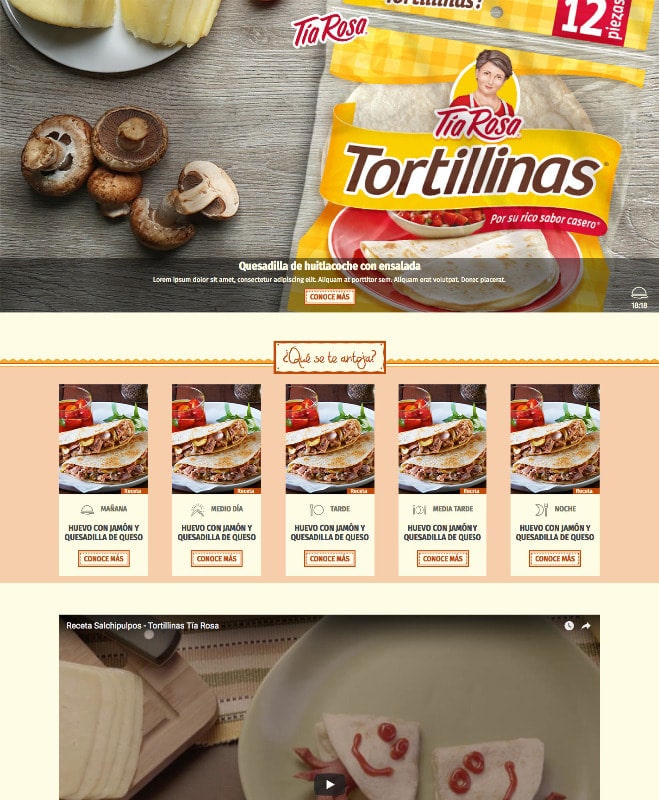 Tortillinas!
12
piezas
Tía Rosa
Tía Rosa
Tortillinas
Por su rico sabor casero
Quesadilla de huitlacoche con ensalada
Lorem ipsum dolor sit amet, consectetur adipiscing elit. Aliquam at porttitor sem. Aliquam erat volutpat. Donec placerat.
CONOCE MÁS
18:18
¿Qué se te antoja?
Receta Receta Receta Receta Receta
MAÑANA MEDIO DÍA TARDE MEDIA TARDE NOCHE
HUEVO CON JAMÓN Y HUEVO CON JAMÓN Y HUEVO CON JAMÓN Y HUEVO CON JAMÓN Y HUEVO CON JAMÓN Y
QUESADILLA DE QUESO QUESADILLA DE QUESO QUESADILLA DE QUESO QUESADILLA DE QUESO QUESADILLA DE QUESO
CONOCE MÁS CONOCE MÁS CONOCE MÁS CONOCE MÁS CONOCE MÁS
Receta Salchipulpos - Tortillinas Tía Rosa